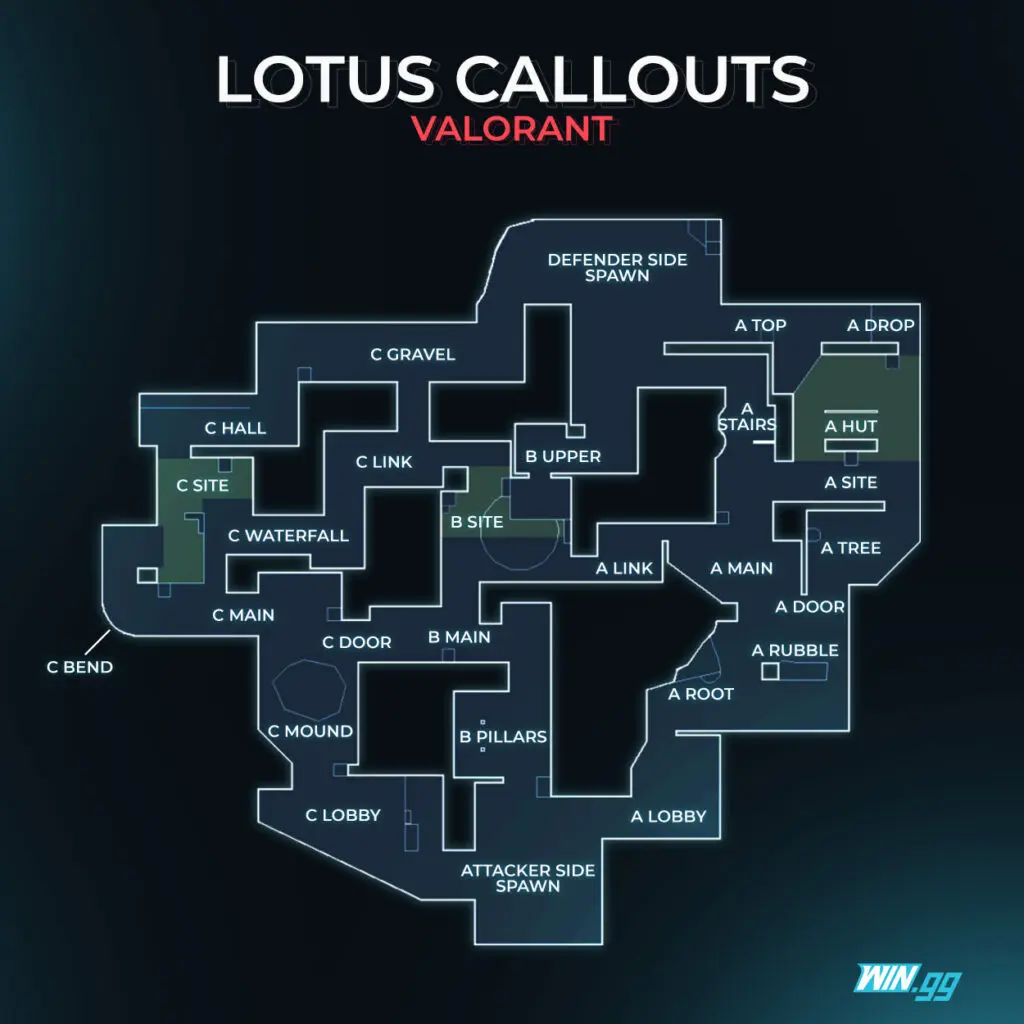 LOTUS CALLOUTS
VALORANT
DEFENDER SIDE
SPAWN
A TOP
A DROP
C GRAVEL
A
STAIRS
A HUT
C HALL
B UPPER
C LINK
C SITE
A SITE
B SITE
C WATERFALL
A TREE
A LINK
A MAIN
A DOOR
C MAIN
C DOOR
B MAIN
A RUBBLE
C BEND
A ROOT
C MOUND
B PILLARS
C LOBBY
A LOBBY
ATTACKER SIDE
SPAWN
WIN.gg